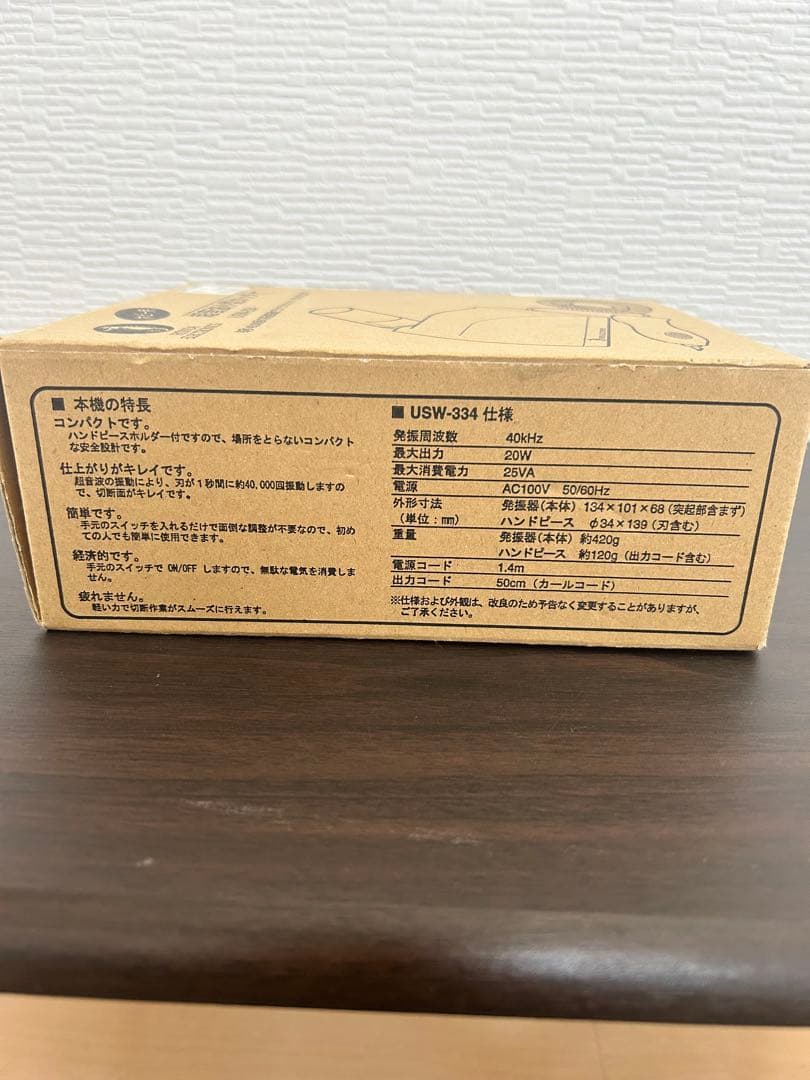 ■ 本機の特長
コンパクトです。
ハンドピースホルダー付ですので、場所をとらないコンパクト
な安全設計です。
仕上がりがキレイです。
超音波の振動により、刃が1秒間に約40,000回振動しますの
で、切断面がキレイです。
簡単です。
手元のスイッチを入れるだけで面倒な調整が不要なので、初め
ての人でも簡単に使用できます。
経済的です。
手元のスイッチで ON/OFF しますので、無駄な電気を消費しま
せん。
疲れません。
軽い力で切断作業がスムーズに行えます。
■ USW-334 仕様
発振周波数 40kHz
最大出力 20W
最大消費電力 25VA
電源 AC100V 50/60Hz
外形寸法 発振器(本体) 134×101×68(突起部含まず)
(単位:㎜) ハンドピース φ34×139(刃含む)
重量 発振器(本体) 約420g
ハンドピース 約120g(出力コード含む)
電源コード 1.4m
出力コード 50cm(カールコード)
※仕様および外観は、改良のため予告なく変更することがありますが、
ご了承ください。